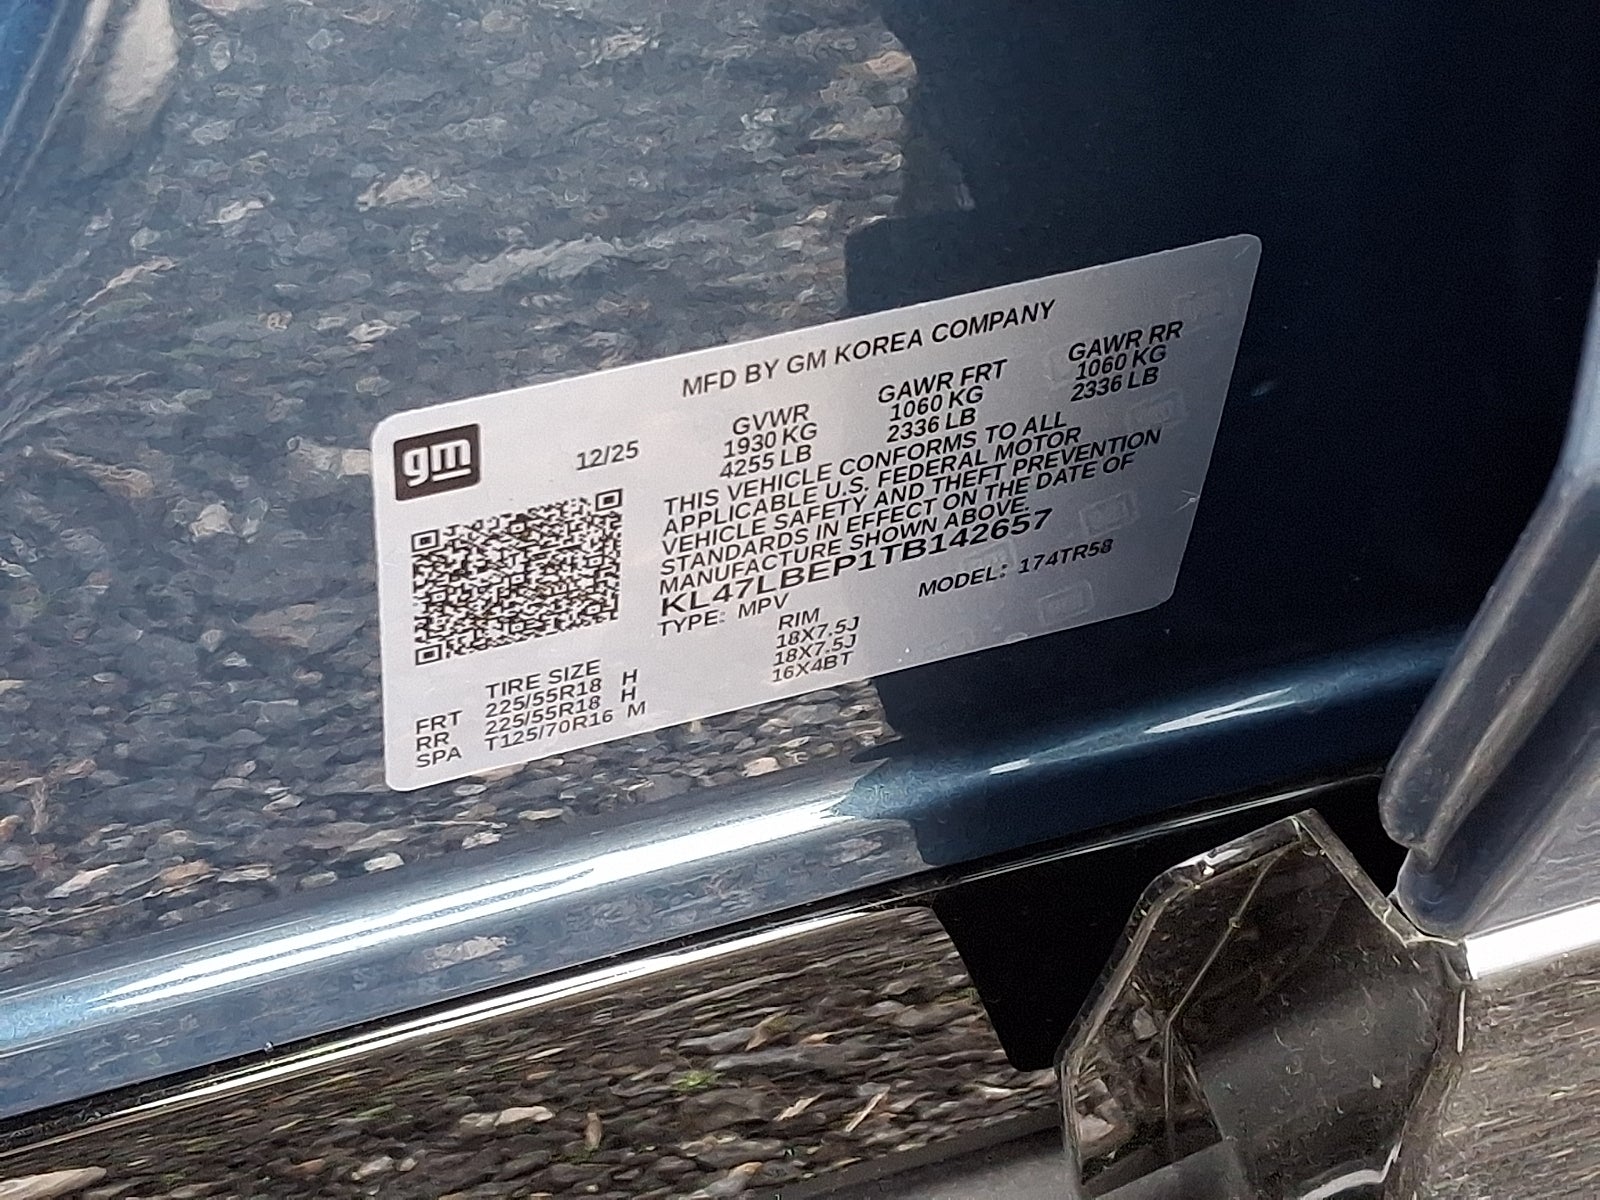 MFD BY GM KOREA COMPANY
gm
12/25
GVWR GAWR FRT GAWR RR
1930 KG 1060 KG 1060 KG
4255 LB 2336 LB 2336 LB
THIS VEHICLE CONFORMS TO ALL
APPLICABLE U.S. FEDERAL MOTOR
VEHICLE SAFETY AND THEFT PREVENTION
STANDARDS IN EFFECT ON THE DATE OF
MANUFACTURE SHOWN ABOVE.
KL47LBEP1TB142657
TYPE: MPV MODEL: 174TR58
TIRE SIZE RIM
FRT 225/55R18 H 18X7.5J
RR 225/55R18 H 18X7.5J
SPA T125/70R16 M 16X4BT